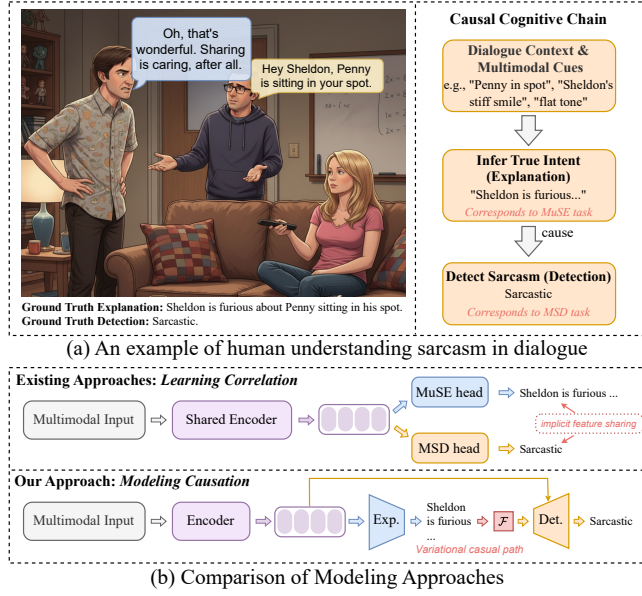 Oh, that's
wonderful. Sharing
is caring, after all.
Hey Sheldon, Penny
is sitting in your spot.
Ground Truth Explanation: Sheldon is furious about Penny sitting in his spot.
Ground Truth Detection: Sarcastic.
Causal Cognitive Chain
Dialogue Context &
Multimodal Cues
e.g., "Penny in spot", "Sheldon's
stiff smile", "flat tone"
Infer True Intent
(Explanation)
"Sheldon is furious..."
Corresponds to MuSE task
cause
Detect Sarcasm (Detection)
Sarcastic
Corresponds to MSD task
(a) An example of human understanding sarcasm in dialogue
Existing Approaches: Learning Correlation
Multimodal Input
Shared Encoder
MuSE head
Sheldon is furious ...
implicit feature sharing
MSD head
Sarcastic
Our Approach: Modeling Causation
Multimodal Input
Encoder
Exp.
Sheldon
is furious
...
F
Det.
Sarcastic
Variational casual path
(b) Comparison of Modeling Approaches